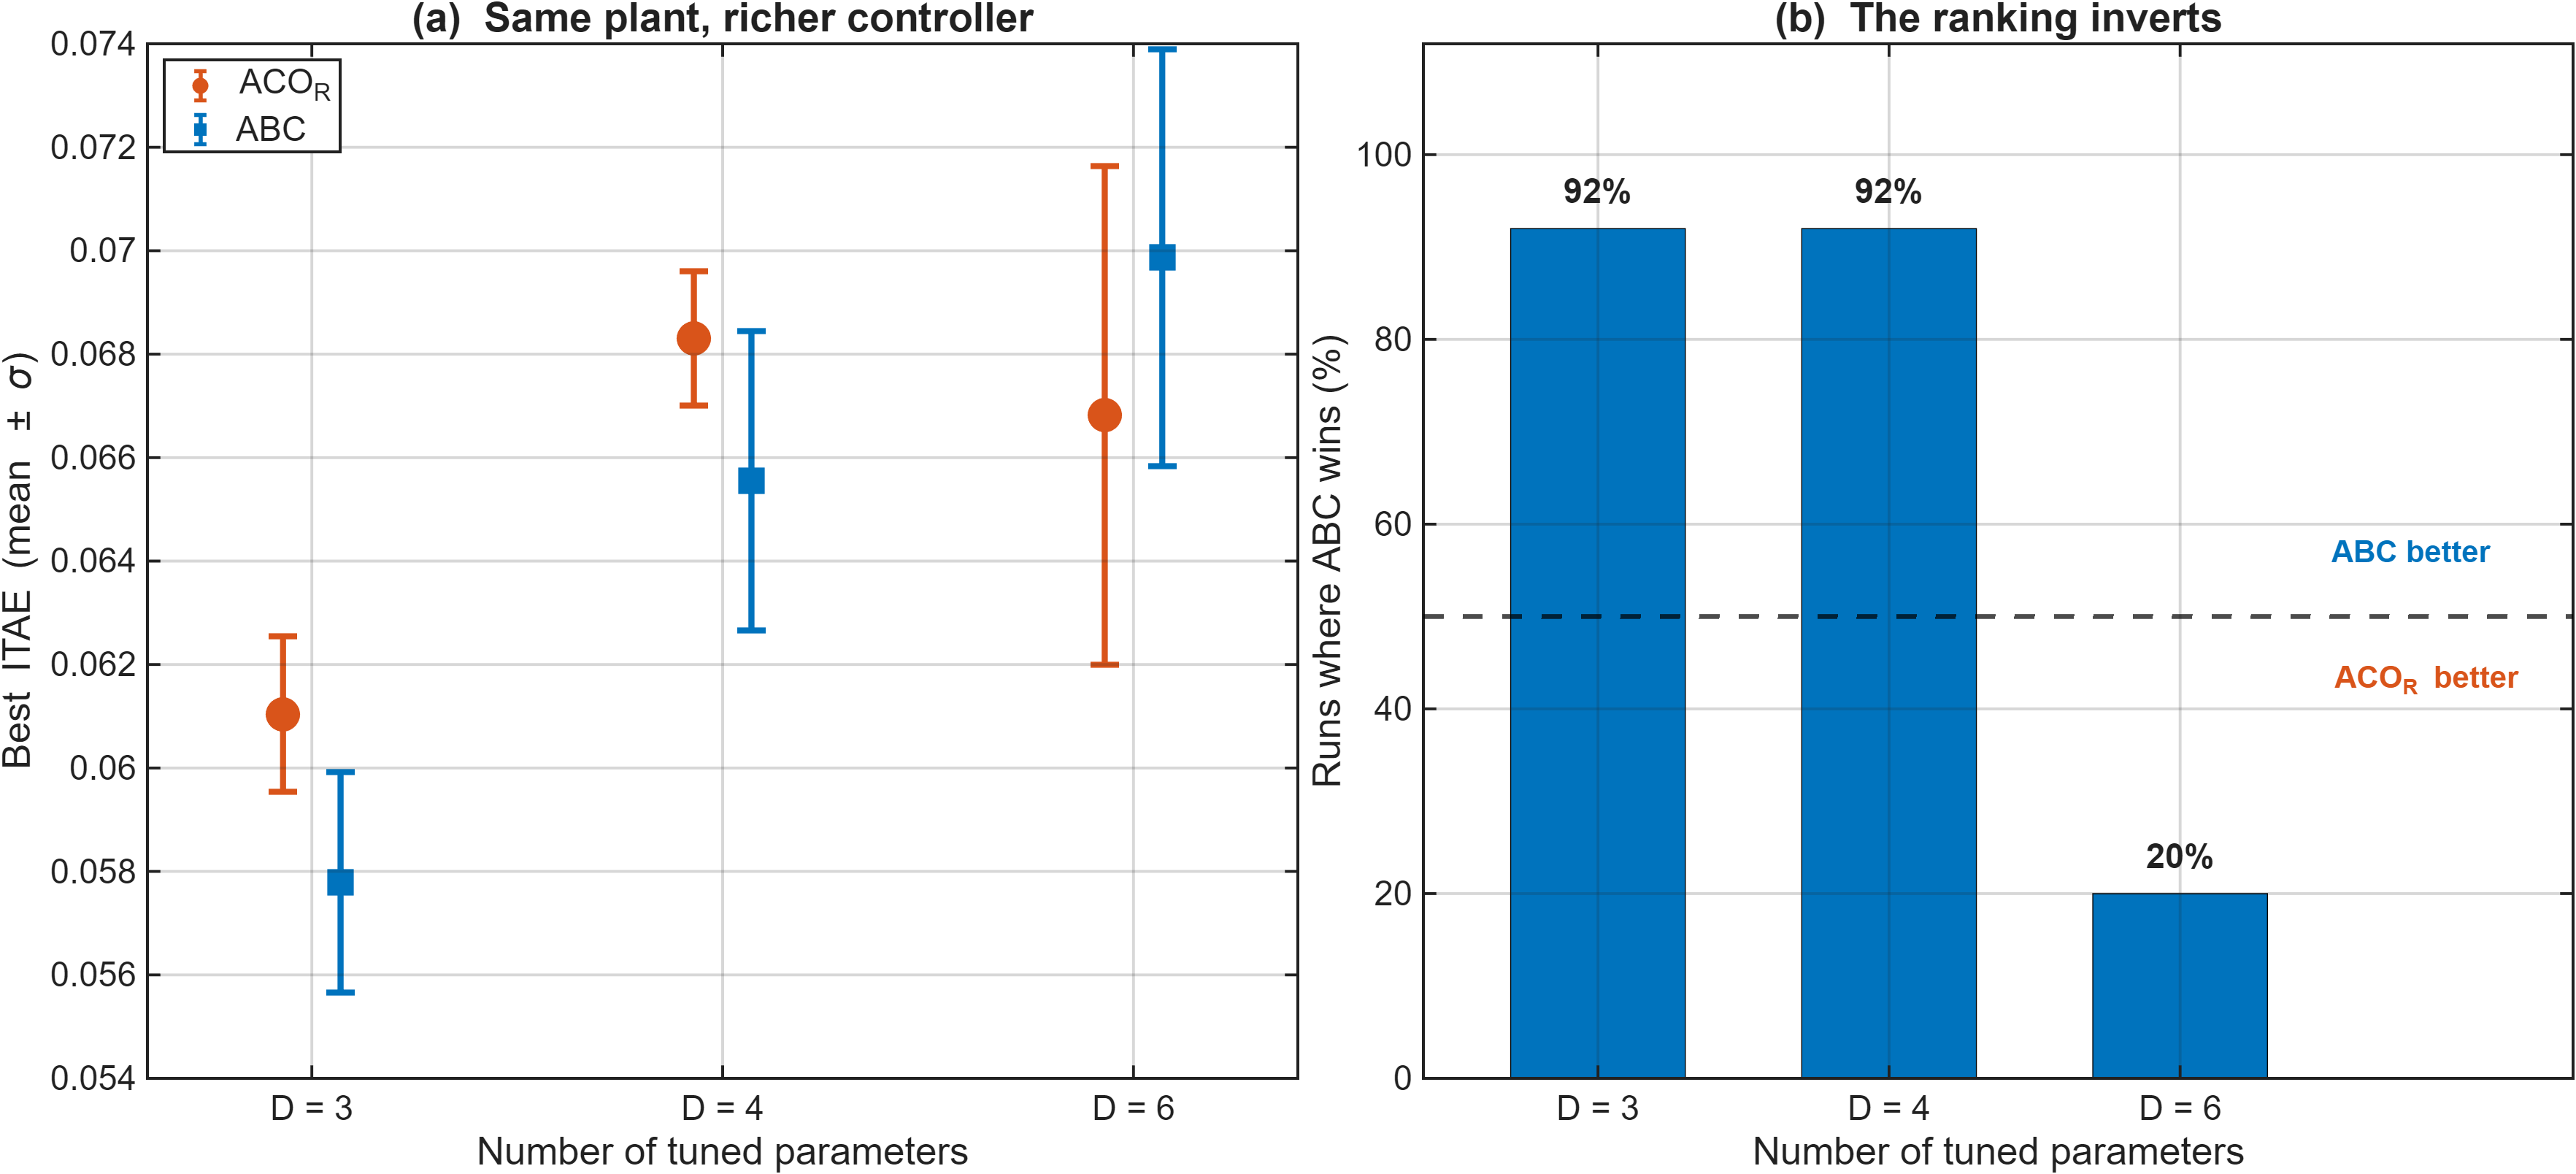 (a) Same plant, richer controller
ACO_R
ABC
0.074
0.072
0.07
0.068
0.066
0.064
0.062
0.06
0.058
0.056
0.054
Best ITAE (mean ± σ)
D = 3
D = 4
D = 6
Number of tuned parameters
(b) The ranking inverts
100
80
60
40
20
0
Runs where ABC wins (%)
92%
92%
20%
ABC better
ACO_R better
D = 3
D = 4
D = 6
Number of tuned parameters